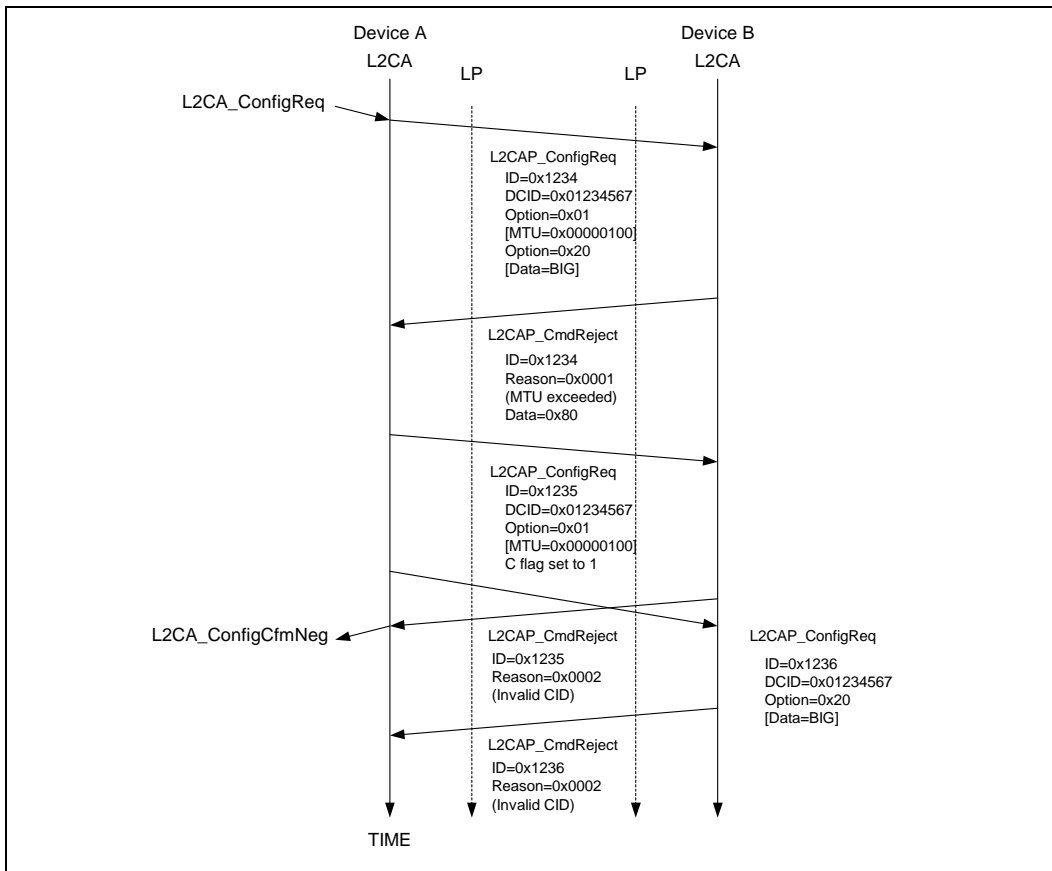 Device A
Device B
L2CA
LP
LP
L2CA
L2CA_ConfigReq
L2CAP_ConfigReq
ID=0x1234
DCID=0x01234567
Option=0x01
[MTU=0x00000100]
Option=0x20
[Data=BIG]
L2CAP_CmdReject
ID=0x1234
Reason=0x0001
(MTU exceeded)
Data=0x80
L2CAP_ConfigReq
ID=0x1235
DCID=0x01234567
Option=0x01
[MTU=0x00000100]
C flag set to 1
L2CA_ConfigCfmNeg
L2CAP_CmdReject
ID=0x1235
Reason=0x0002
(Invalid CID)
L2CAP_ConfigReq
ID=0x1236
DCID=0x01234567
Option=0x20
[Data=BIG]
L2CAP_CmdReject
ID=0x1236
Reason=0x0002
(Invalid CID)
TIME